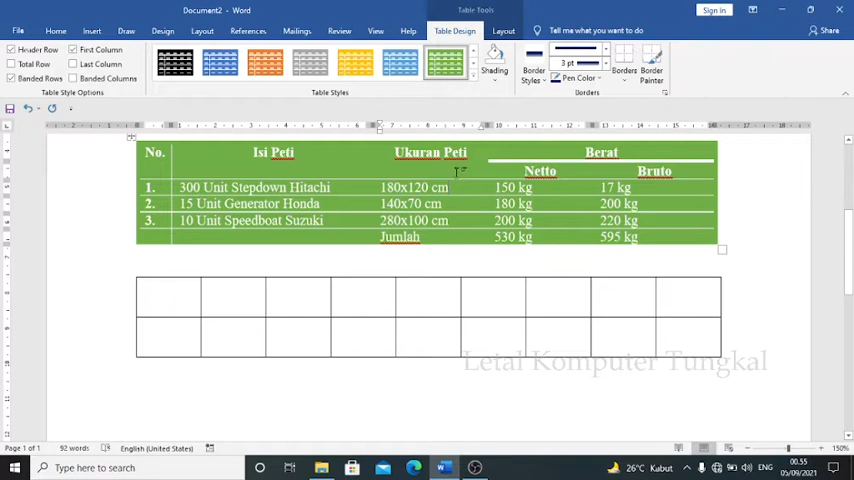 Document2 - Word
Table Tools
Sign in
File Home Insert Draw Design Layout References Mailings Review View Help Table Design Layout Tell me what you want to do Share
Header Row First Column
Total Row Last Column
Banded Rows Banded Columns
Shading
Border Styles
3 pt
Pen Color
Borders
Border Painter
Table Style Options Table Styles Borders
No. Isi Peti Ukuran Peti Berat
Netto Bruto
1. 300 Unit Stepdown Hitachi 180x120 cm 150 kg 17 kg
2. 15 Unit Generator Honda 140x70 cm 180 kg 200 kg
3. 10 Unit Speedboat Suzuki 280x100 cm 200 kg 220 kg
Jumlah 530 kg 595 kg
Letal Komputer Tungkal
Page 1 of 1 92 words English (United States) 150%
Type here to search
26°C Kabut ENG 00.55
05/09/2021